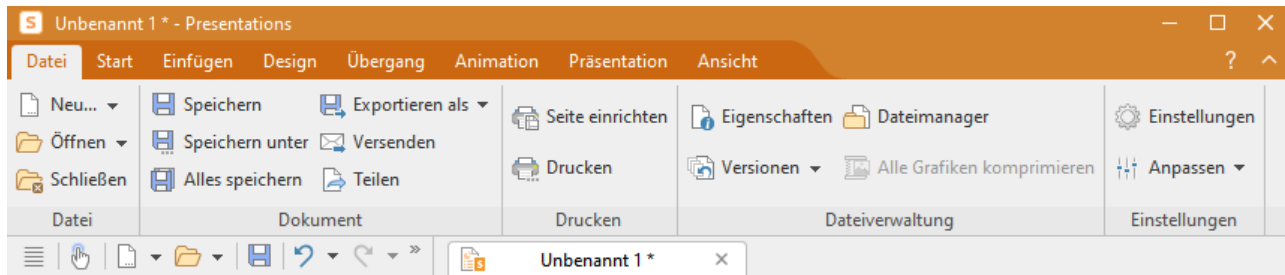 S Unbenannt 1 * - Presentations
Datei Start Einfügen Design Übergang Animation Präsentation Ansicht ?
Neu... Speichern Exportieren als Seite einrichten Eigenschaften Dateimanager Einstellungen
Öffnen Speichern unter Versenden
Drucken Versionen Alle Grafiken komprimieren Anpassen
Schließen Alles speichern Teilen
Datei Dokument Drucken Dateiverwaltung Einstellungen
» Unbenannt 1 *